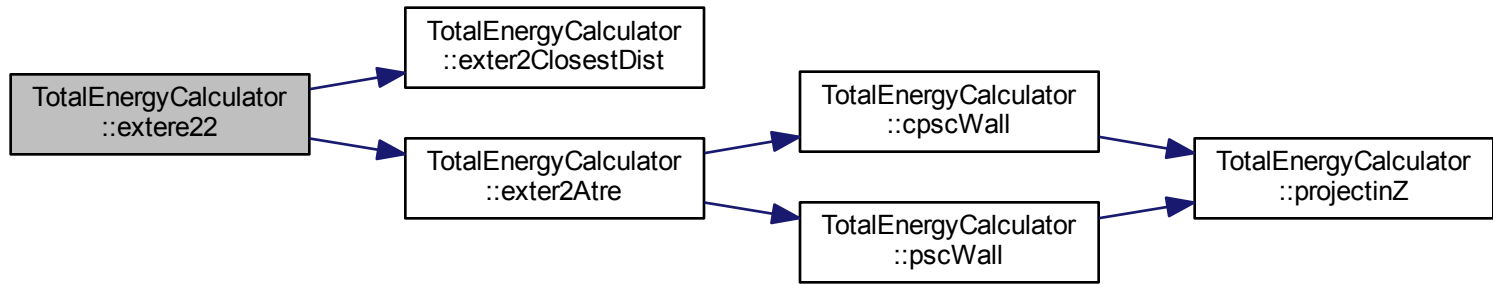 TotalEnergyCalculator
::extere22
TotalEnergyCalculator
::exter2ClosestDist
TotalEnergyCalculator
::exter2Atre
TotalEnergyCalculator
::cpscWall
TotalEnergyCalculator
::pscWall
TotalEnergyCalculator
::projectinZ